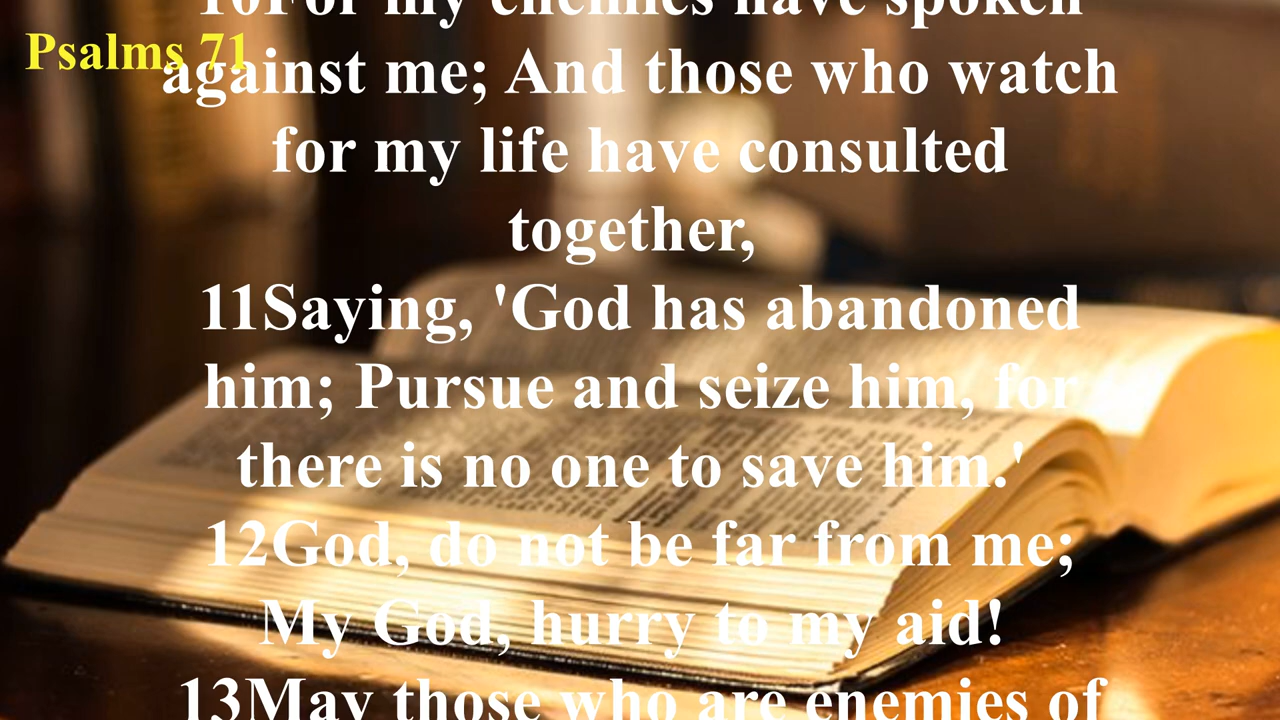 10For my enemies have spoken
Psalms 71
against me; And those who watch
for my life have consulted
together,
11Saying, 'God has abandoned
him; Pursue and seize him, for
there is no one to save him.'
12God, do not be far from me;
My God, hurry to my aid!
13May those who are enemies of